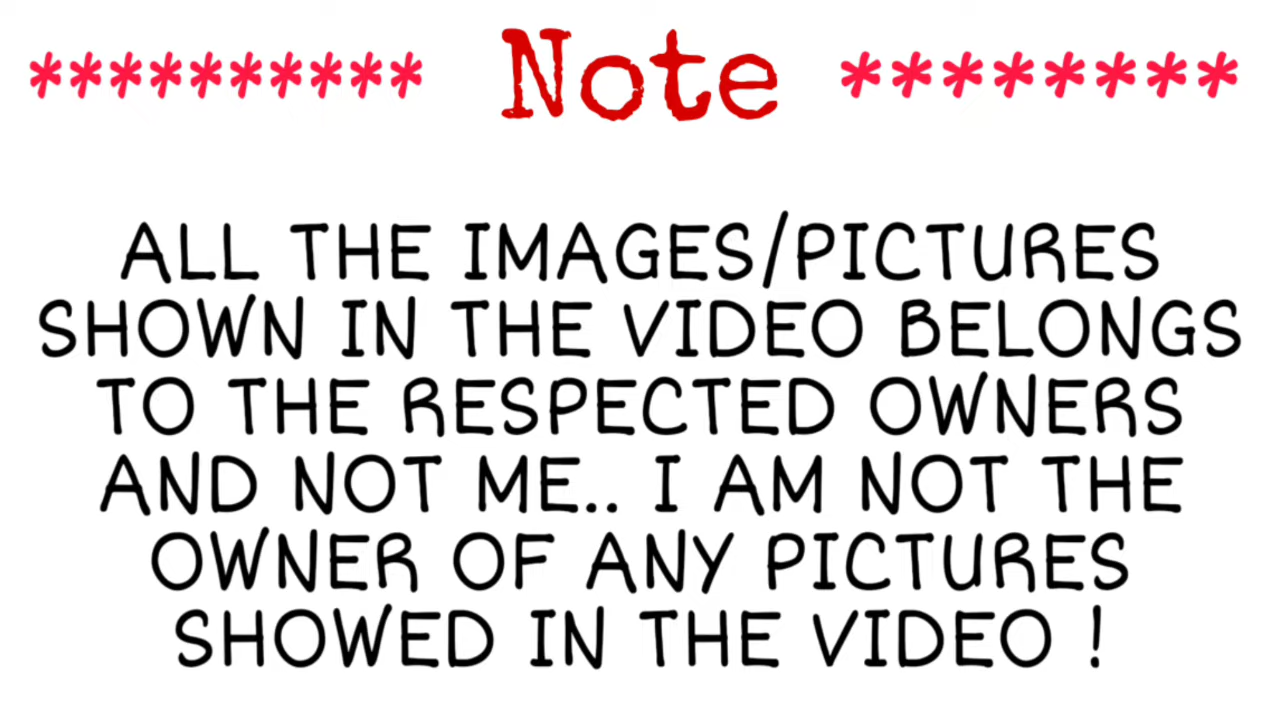 ********** Note ********
ALL THE IMAGES/PICTURES
SHOWN IN THE VIDEO BELONGS
TO THE RESPECTED OWNERS
AND NOT ME.. I AM NOT THE
OWNER OF ANY PICTURES
SHOWED IN THE VIDEO !